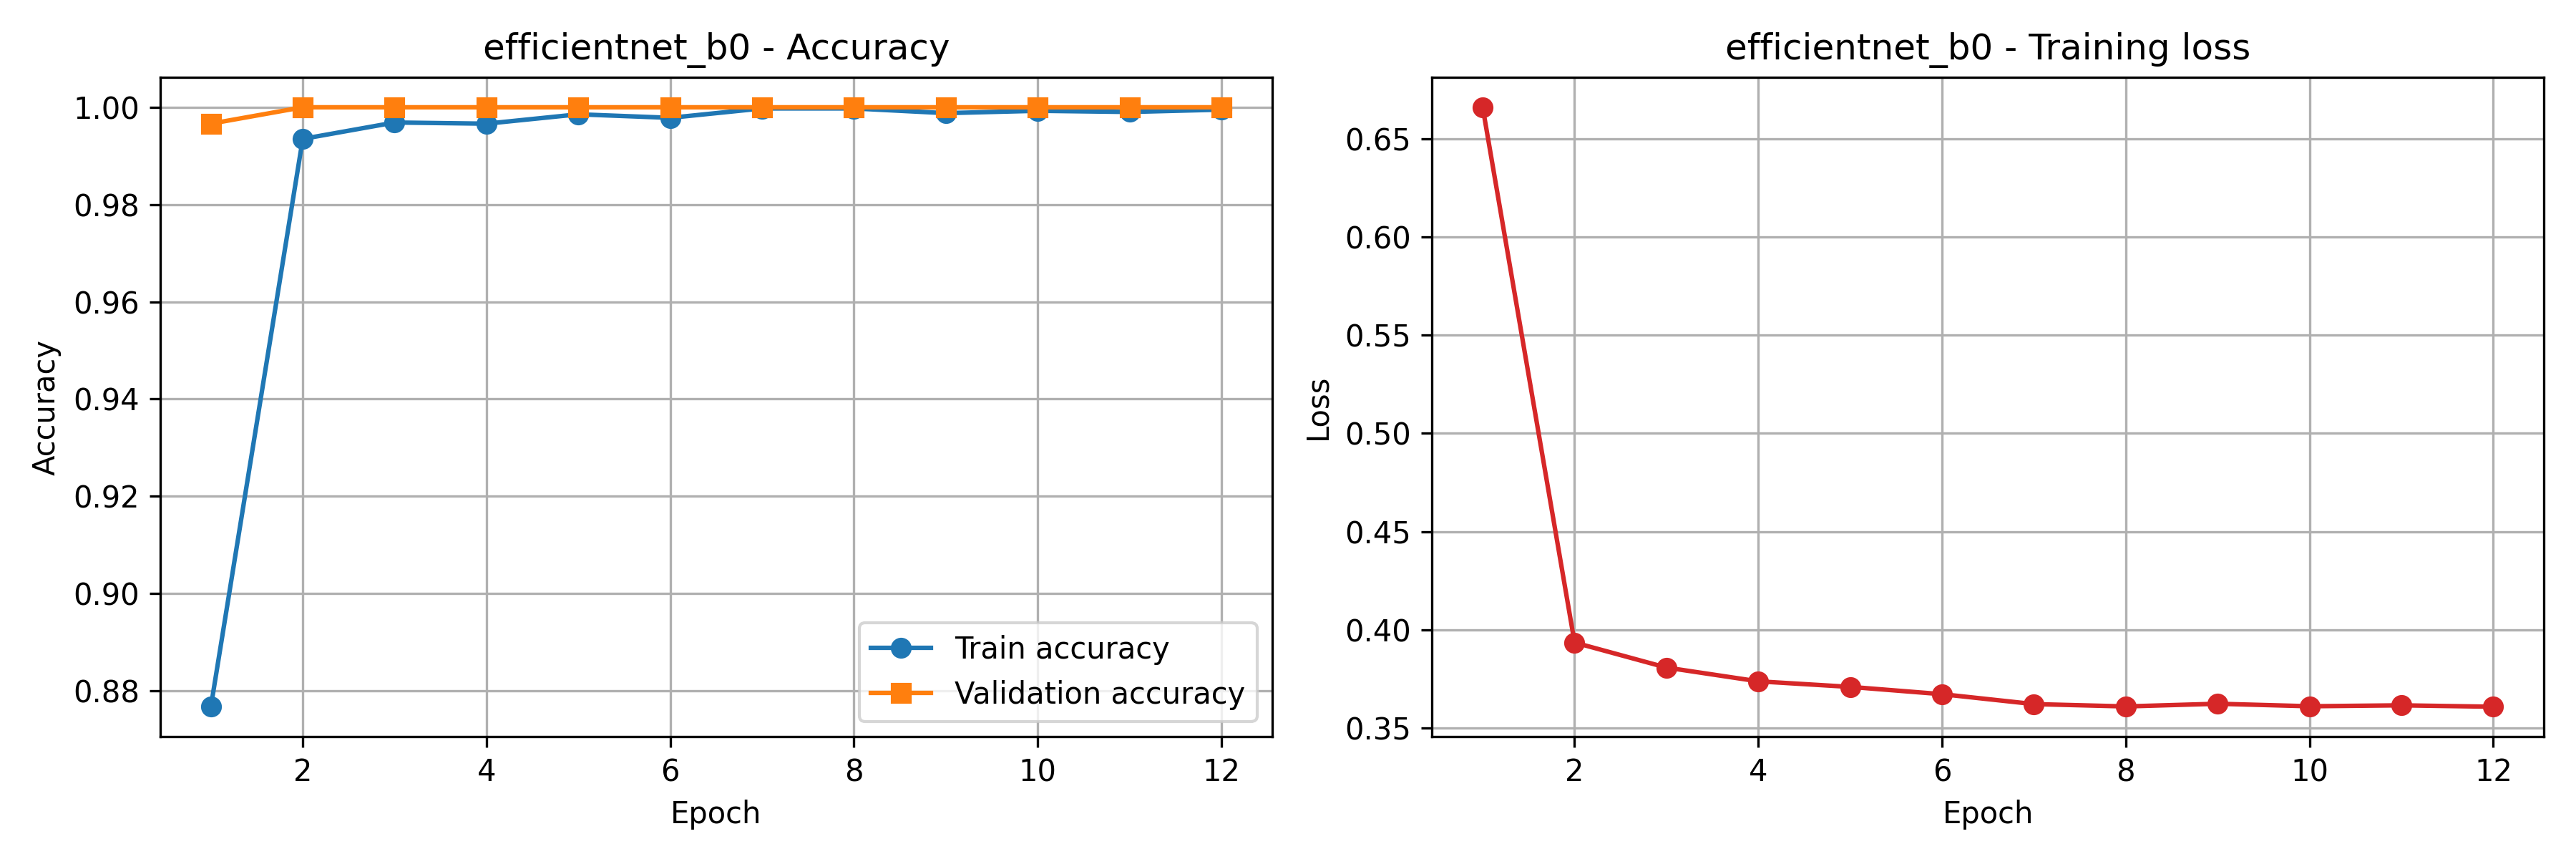 efficientnet_b0 - Accuracy
1.00
0.98
0.96
0.94
0.92
0.90
0.88
Accuracy
2 4 6 8 10 12
Epoch
Train accuracy
Validation accuracy
efficientnet_b0 - Training loss
0.65
0.60
0.55
0.50
0.45
0.40
0.35
Loss
2 4 6 8 10 12
Epoch